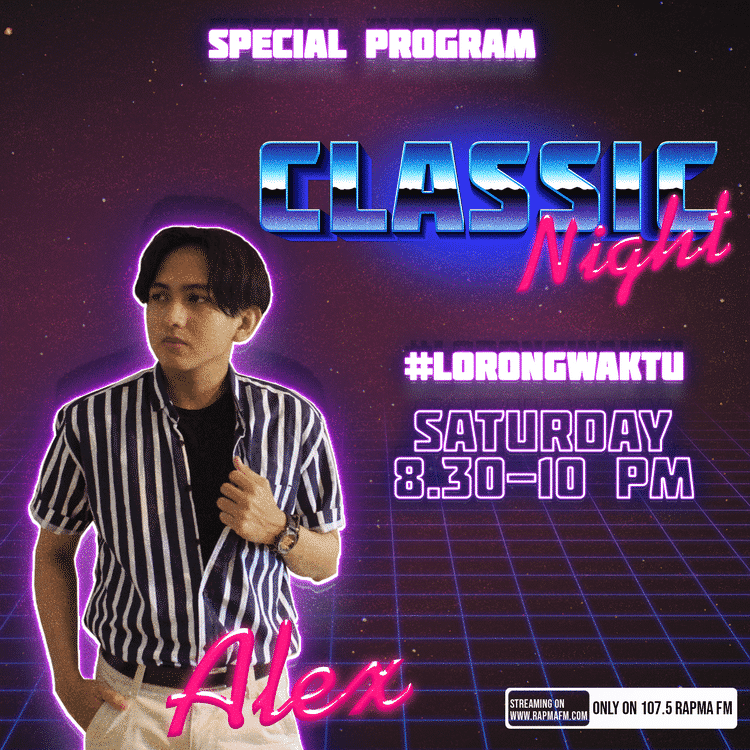 SPECIAL PROGRAM
CLASSIC
Night
#LORONGWAKTU
SATURDAY
8.30-10 PM
Alex
STREAMING ON
WWW.RAPMAFM.COM
ONLY ON 107.5 RAPMA FM